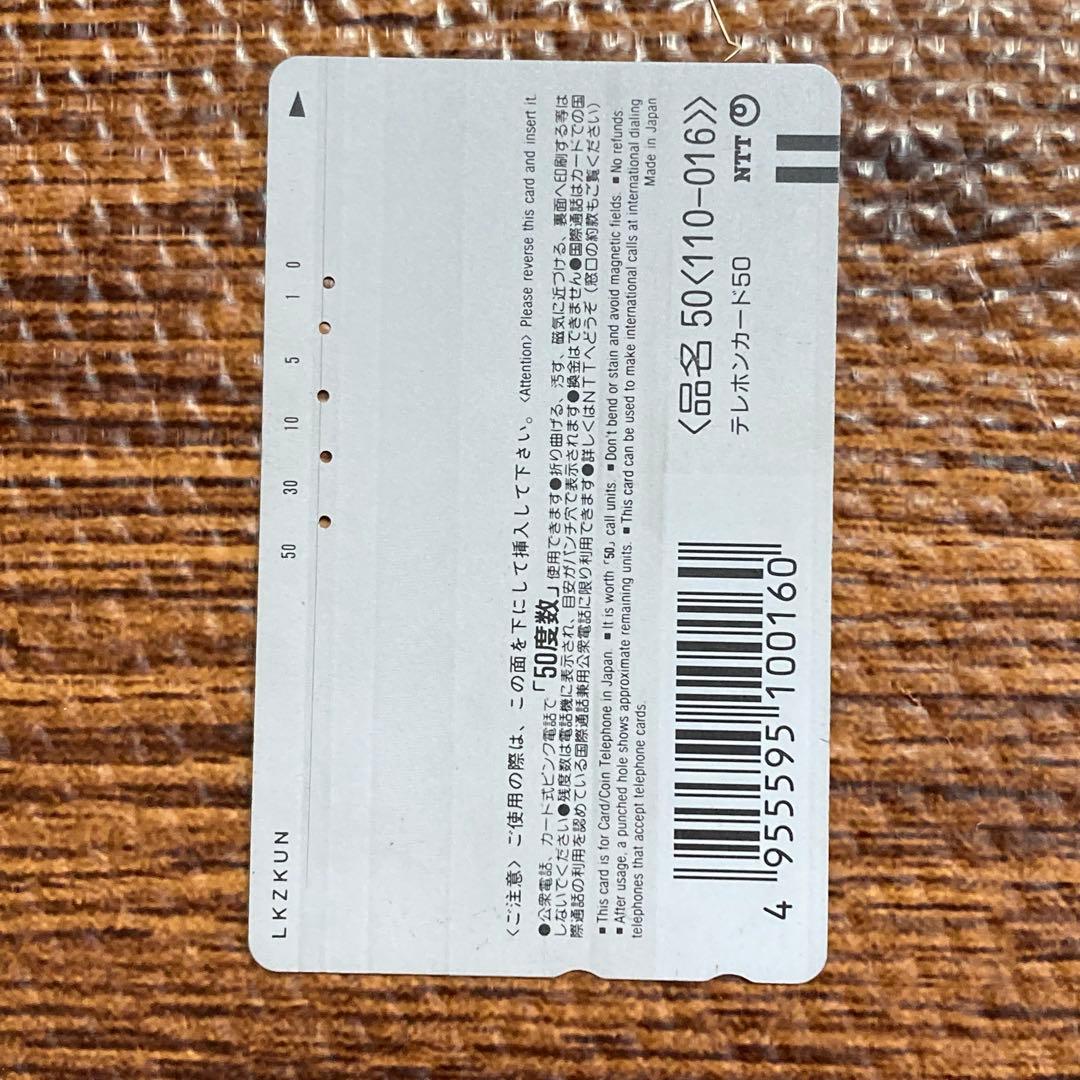 LKZKUN 50 30 10 5 1 0
〈ご注意〉ご使用の際は、この面を下にして挿入して下さい。〈Attention〉Please reverse this card and insert it.
●公衆電話、カード式ピンク電話で「50度数」使用できます●折り曲げる、汚す、磁気に近づける、裏面へ印刷する等は
しないでください●残度数は電話機に表示され、目安がパンチ穴で表示されます●換金はできません●国際通話はカードでの国
際通話の利用を認めている国際通話兼用公衆電話に限り利用できます●詳しくはNTTへどうぞ（窓口の約款もご覧ください）
■This card is for Card/Coin Telephone in Japan. ■It is worth「50」call units. ■Don't bend or stain and avoid magnetic fields. ■No refunds.
■After usage, a punched hole shows approximate remaining units. ■This card can be used to make international calls at international dialing
telephones that accept telephone cards.
Made in Japan
〈品名 50〈110-016〉〉
テレホンカード50
NTT
4 955595 100160